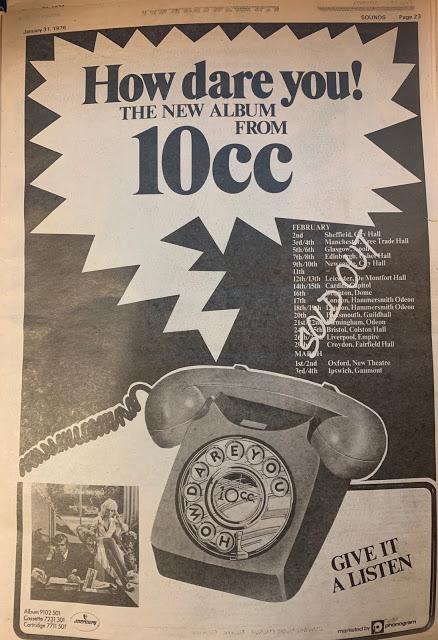 January 31, 1976
SOUNDS Page 23
How dare you!
THE NEW ALBUM
FROM
10cc
FEBRUARY
2nd Sheffield, City Hall
3rd/4th Manchester, Free Trade Hall
5th/6th Glasgow, Apollo
7th/8th Edinburgh, Usher Hall
9th/10th Newcastle, City Hall
11th
12th/13th Leicester, De Montfort Hall
14th/15th Cardiff, Capitol
16th Dome
17th Hammersmith Odeon
18th/19th London, Hammersmith Odeon
20th Portsmouth, Guildhall
Birmingham, Odeon
Bristol, Colston Hall
Liverpool, Empire
Croydon, Fairfield Hall
MARCH
1st/2nd Oxford, New Theatre
3rd/4th Ipswich, Gaumont
SOLD OUT
HOWDAREYOU
10cc
GIVE IT
A LISTEN
Album 9102 501
Cassette 7231 301
Cartridge 7711 501
mercury
marketed by phonogram